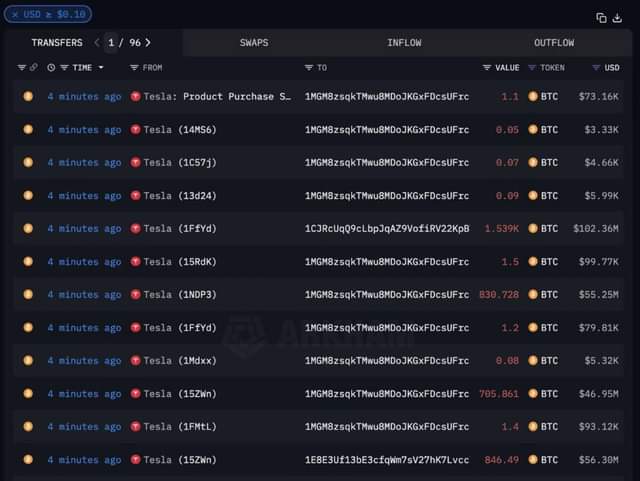 × USD ≥ $0.10
TRANSFERS < 1 / 96 > SWAPS INFLOW OUTFLOW
TIME FROM TO VALUE TOKEN USD
4 minutes ago Tesla: Product Purchase S… 1MGM8zsqkTMwu8MDoJKGxFDcsUFrc 1.1 BTC $73.16K
4 minutes ago Tesla (14MS6) 1MGM8zsqkTMwu8MDoJKGxFDcsUFrc 0.05 BTC $3.33K
4 minutes ago Tesla (1C57j) 1MGM8zsqkTMwu8MDoJKGxFDcsUFrc 0.07 BTC $4.66K
4 minutes ago Tesla (13d24) 1MGM8zsqkTMwu8MDoJKGxFDcsUFrc 0.09 BTC $5.99K
4 minutes ago Tesla (1FfYd) 1CJRcUqQ9cLbpJqAZ9VofiRV22KpB 1.539K BTC $102.36M
4 minutes ago Tesla (15RdK) 1MGM8zsqkTMwu8MDoJKGxFDcsUFrc 1.5 BTC $99.77K
4 minutes ago Tesla (1NDP3) 1MGM8zsqkTMwu8MDoJKGxFDcsUFrc 830.728 BTC $55.25M
4 minutes ago Tesla (1FfYd) 1MGM8zsqkTMwu8MDoJKGxFDcsUFrc 1.2 BTC $79.81K
ARKHAM
4 minutes ago Tesla (1Mdxx) 1MGM8zsqkTMwu8MDoJKGxFDcsUFrc 0.08 BTC $5.32K
4 minutes ago Tesla (15ZWn) 1MGM8zsqkTMwu8MDoJKGxFDcsUFrc 705.861 BTC $46.95M
4 minutes ago Tesla (1FMtL) 1MGM8zsqkTMwu8MDoJKGxFDcsUFrc 1.4 BTC $93.12K
4 minutes ago Tesla (15ZWn) 1E8E3Uf13bE3cfqWm7sV27hK7Lvcc 846.49 BTC $56.30M